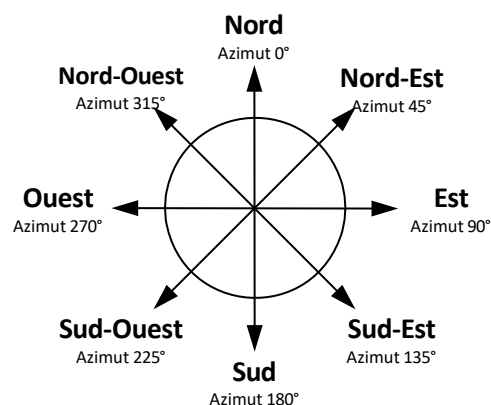 Nord
Azimut 0°
Nord-Ouest
Azimut 315°
Nord-Est
Azimut 45°
Ouest
Azimut 270°
Est
Azimut 90°
Sud-Ouest
Azimut 225°
Sud-Est
Azimut 135°
Sud
Azimut 180°